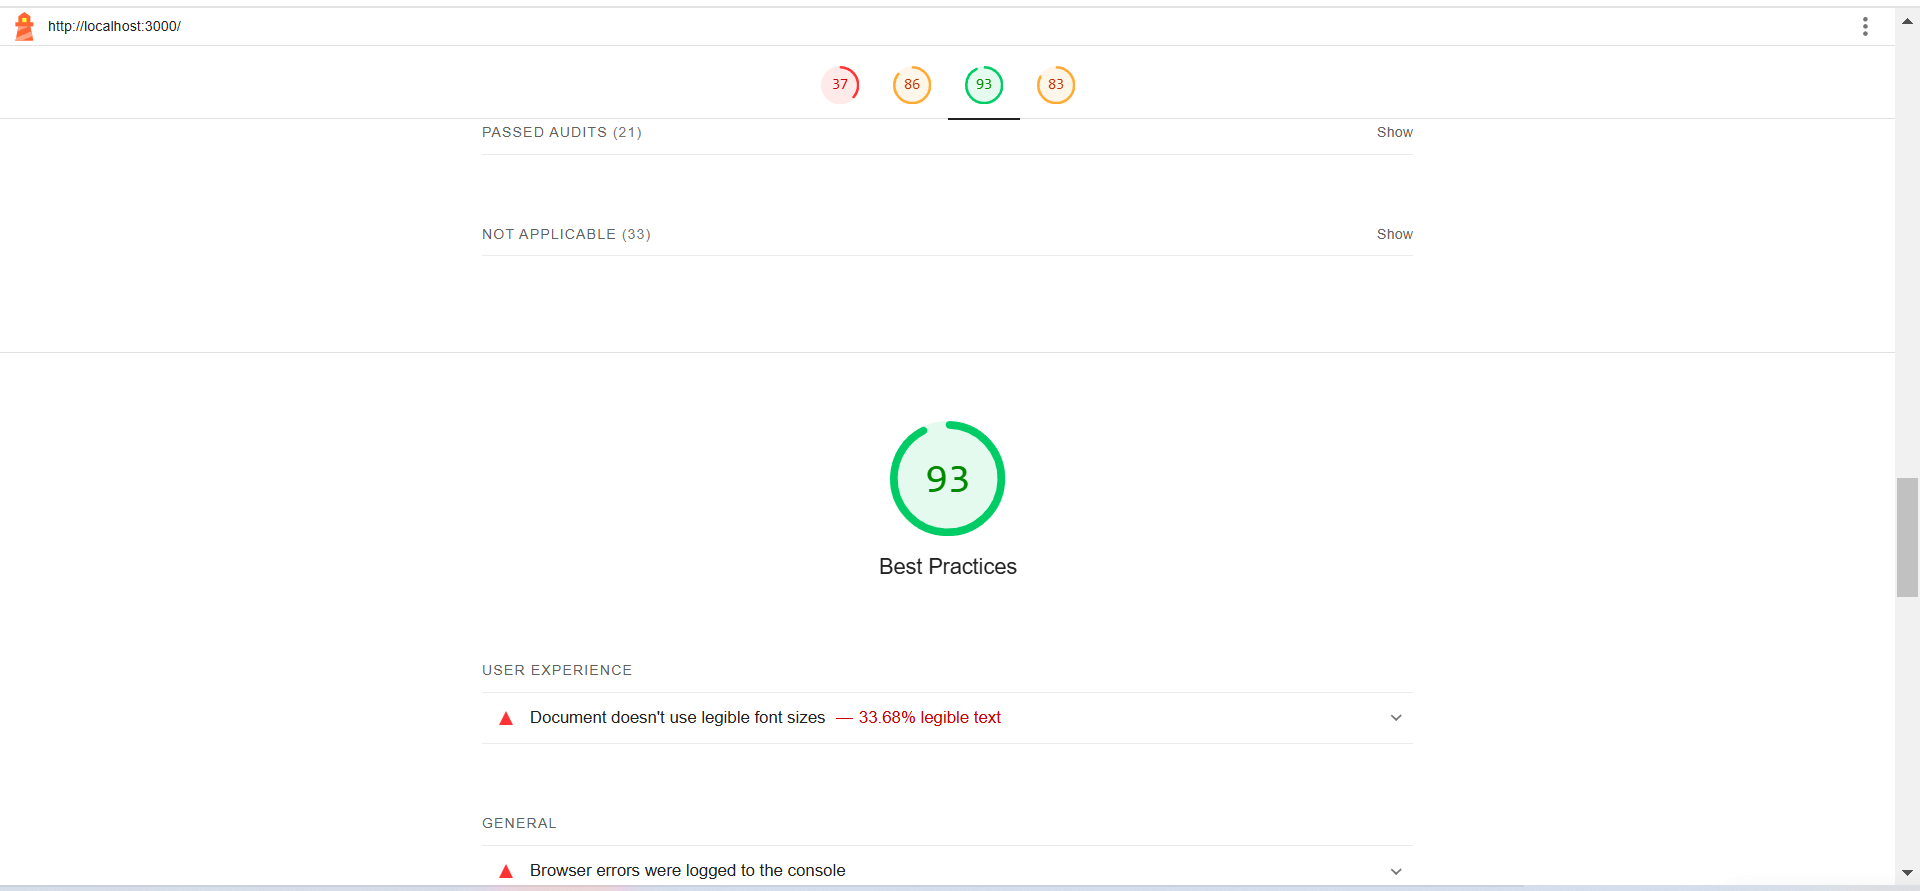 http://localhost:3000/
37 86 93 83
PASSED AUDITS (21) Show
NOT APPLICABLE (33) Show
93
Best Practices
USER EXPERIENCE
Document doesn't use legible font sizes — 33.68% legible text
GENERAL
Browser errors were logged to the console